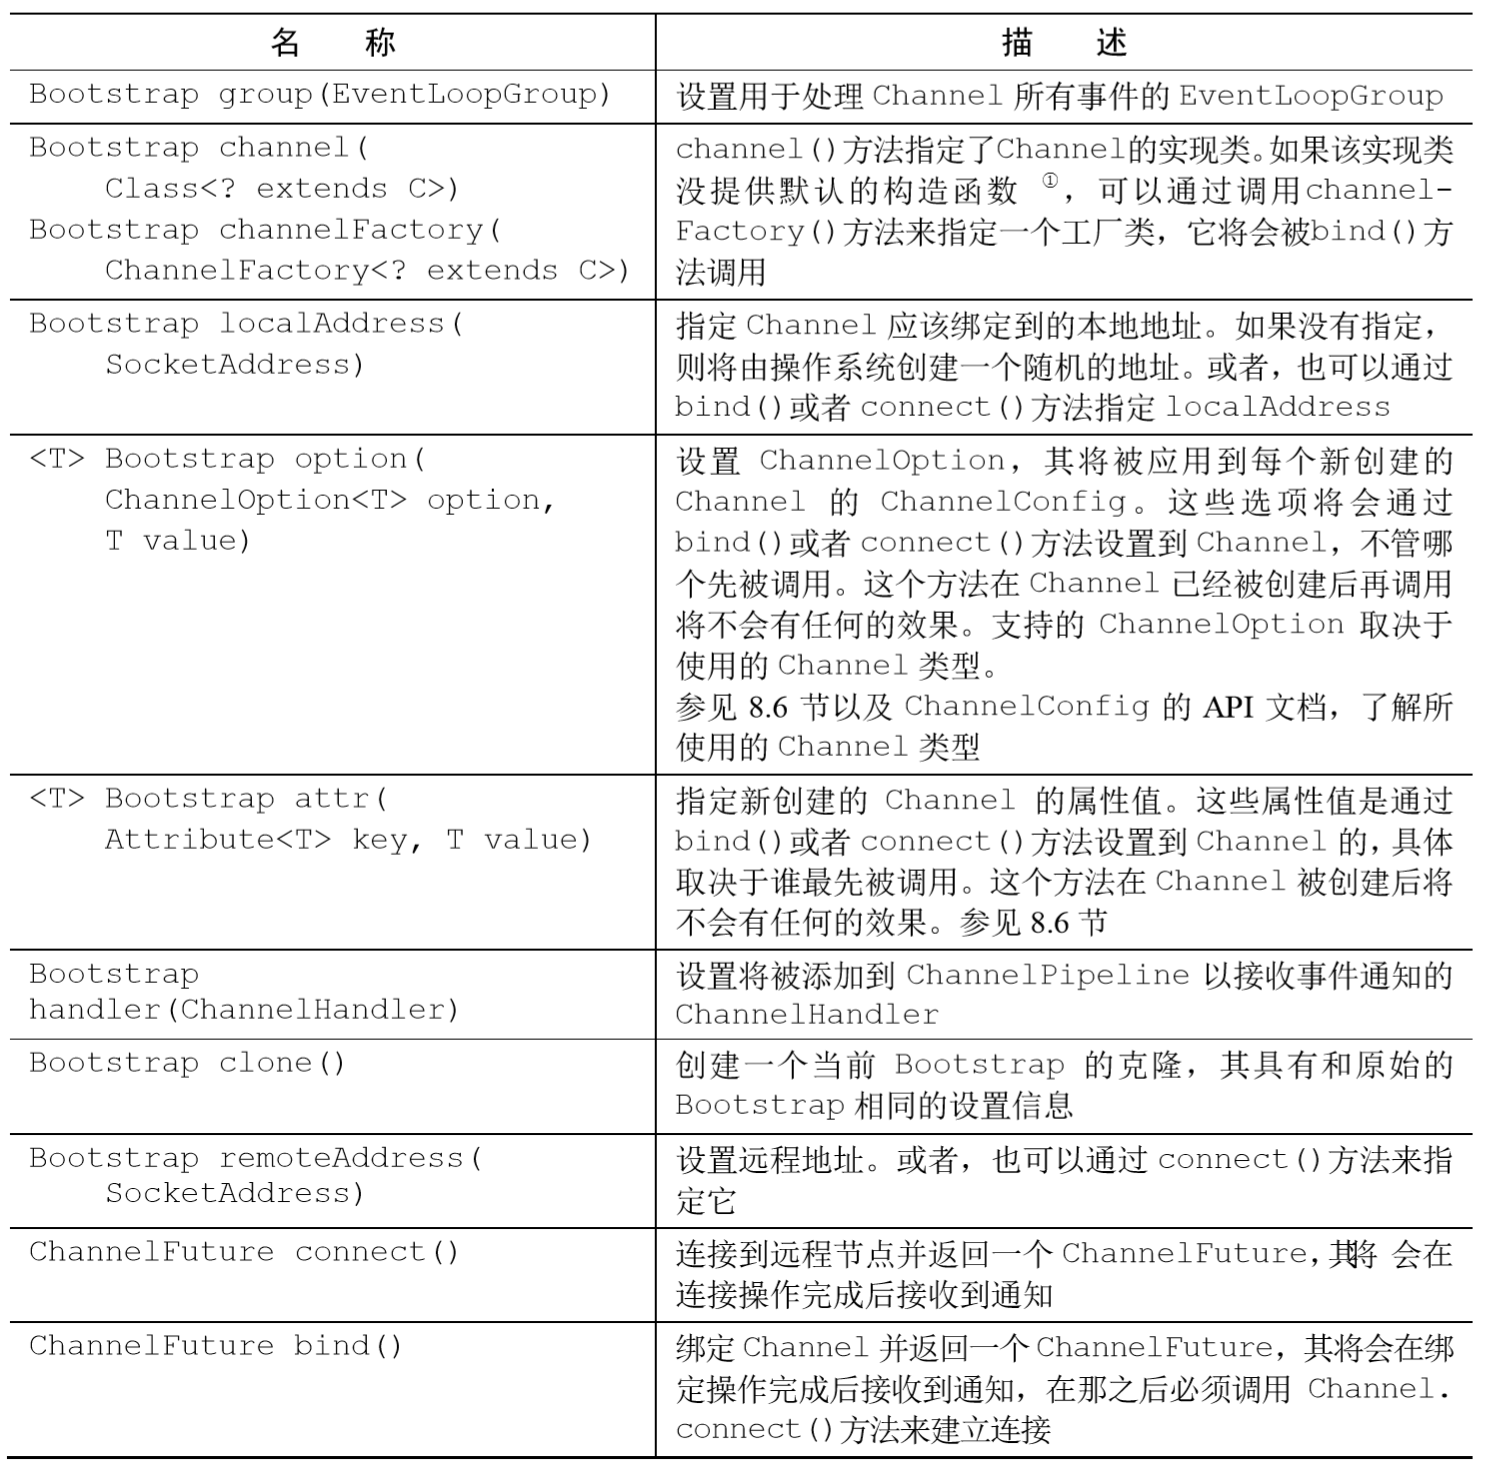 名 称
描 述
Bootstrap group(EventLoopGroup)
设置用于处理 Channel 所有事件的 EventLoopGroup
Bootstrap channel(
Class<? extends C>)
Bootstrap channelFactory(
ChannelFactory<? extends C>)
channel()方法指定了Channel的实现类。如果该实现类
没提供默认的构造函数 ①，可以通过调用channel-
Factory()方法来指定一个工厂类，它将会被bind()方
法调用
Bootstrap localAddress(
SocketAddress)
指定 Channel 应该绑定到的本地地址。如果没有指定，
则将由操作系统创建一个随机的地址。或者，也可以通过
bind()或者 connect()方法指定 localAddress
<T> Bootstrap option(
ChannelOption<T> option,
T value)
设置 ChannelOption，其将被应用到每个新创建的
Channel 的 ChannelConfig。这些选项将会通过
bind()或者 connect()方法设置到 Channel，不管哪
个先被调用。这个方法在 Channel 已经被创建后再调用
将不会有任何的效果。支持的 ChannelOption 取决于
使用的 Channel 类型。
参见 8.6 节以及 ChannelConfig 的 API 文档，了解所
使用的 Channel 类型
<T> Bootstrap attr(
Attribute<T> key, T value)
指定新创建的 Channel 的属性值。这些属性值是通过
bind()或者 connect()方法设置到 Channel 的，具体
取决于谁最先被调用。这个方法在 Channel 被创建后将
不会有任何的效果。参见 8.6 节
Bootstrap
handler(ChannelHandler)
设置将被添加到 ChannelPipeline 以接收事件通知的
ChannelHandler
Bootstrap clone()
创建一个当前 Bootstrap 的克隆，其具有和原始的
Bootstrap 相同的设置信息
Bootstrap remoteAddress(
SocketAddress)
设置远程地址。或者，也可以通过 connect()方法来指
定它
ChannelFuture connect()
连接到远程节点并返回一个 ChannelFuture，其将 会在
连接操作完成后接收到通知
ChannelFuture bind()
绑定 Channel 并返回一个 ChannelFuture，其将会在绑
定操作完成后接收到通知，在那之后必须调用 Channel.
connect()方法来建立连接